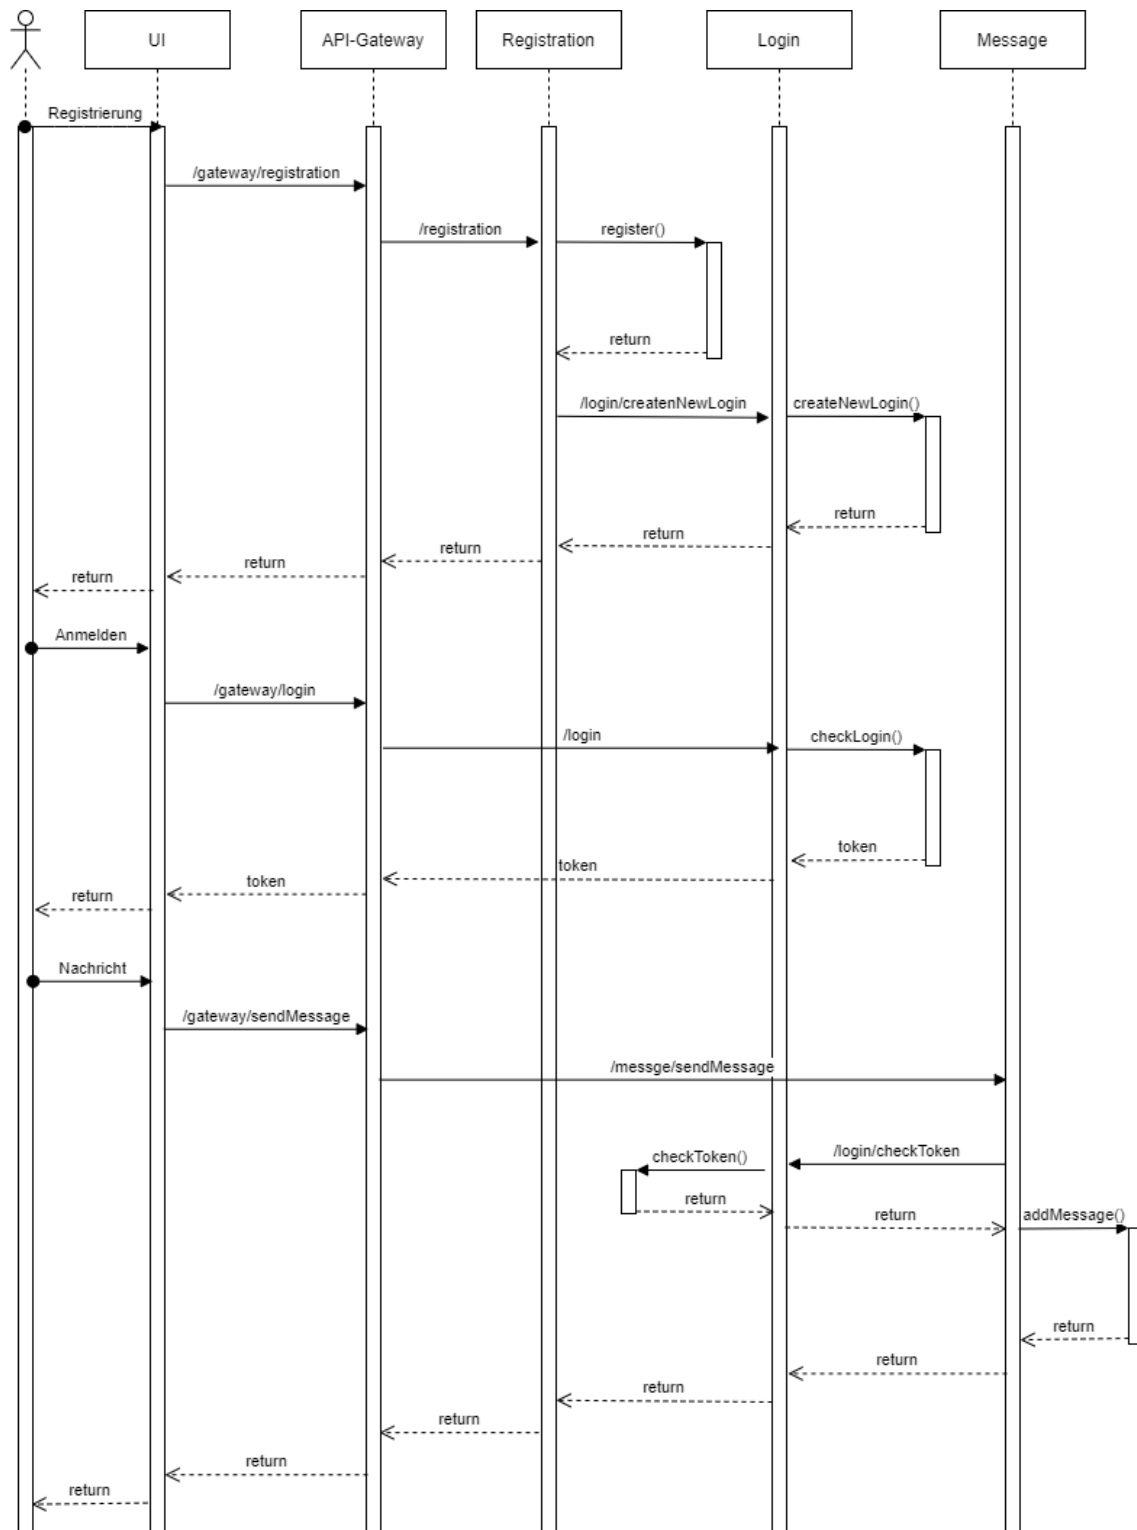 UI
API-Gateway
Registration
Login
Message
Registrierung
/gateway/registration
/registration
register()
return
/login/createnNewLogin
createNewLogin()
return
return
return
return
return
Anmelden
/gateway/login
/login
checkLogin()
token
token
token
return
Nachricht
/gateway/sendMessage
/messge/sendMessage
/login/checkToken
checkToken()
return
return
addMessage()
return
return
return
return
return
return